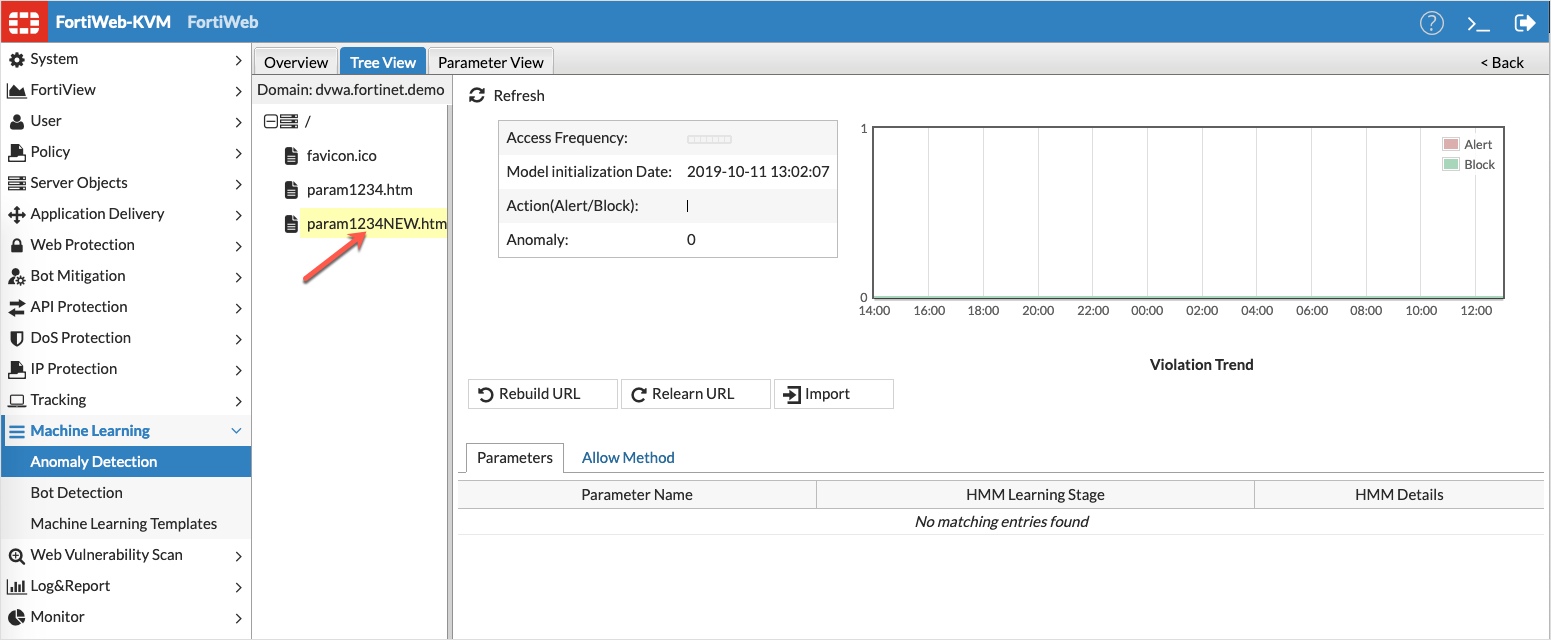 FortiWeb-KVM FortiWeb ? >_
System
FortiView
User
Policy
Server Objects
Application Delivery
Web Protection
Bot Mitigation
API Protection
DoS Protection
IP Protection
Tracking
Machine Learning
Anomaly Detection
Bot Detection
Machine Learning Templates
Web Vulnerability Scan
Log&Report
Monitor
Overview Tree View Parameter View < Back
Domain: dvwa.fortinet.demo
/
favicon.ico
param1234.htm
param1234NEW.htm
Refresh
Access Frequency:
Model initialization Date: 2019-10-11 13:02:07
Action(Alert/Block): |
Anomaly: 0
1
Alert
Block
0
14:00 16:00 18:00 20:00 22:00 00:00 02:00 04:00 06:00 08:00 10:00 12:00
Violation Trend
Rebuild URL Relearn URL Import
Parameters Allow Method
Parameter Name HMM Learning Stage HMM Details
No matching entries found